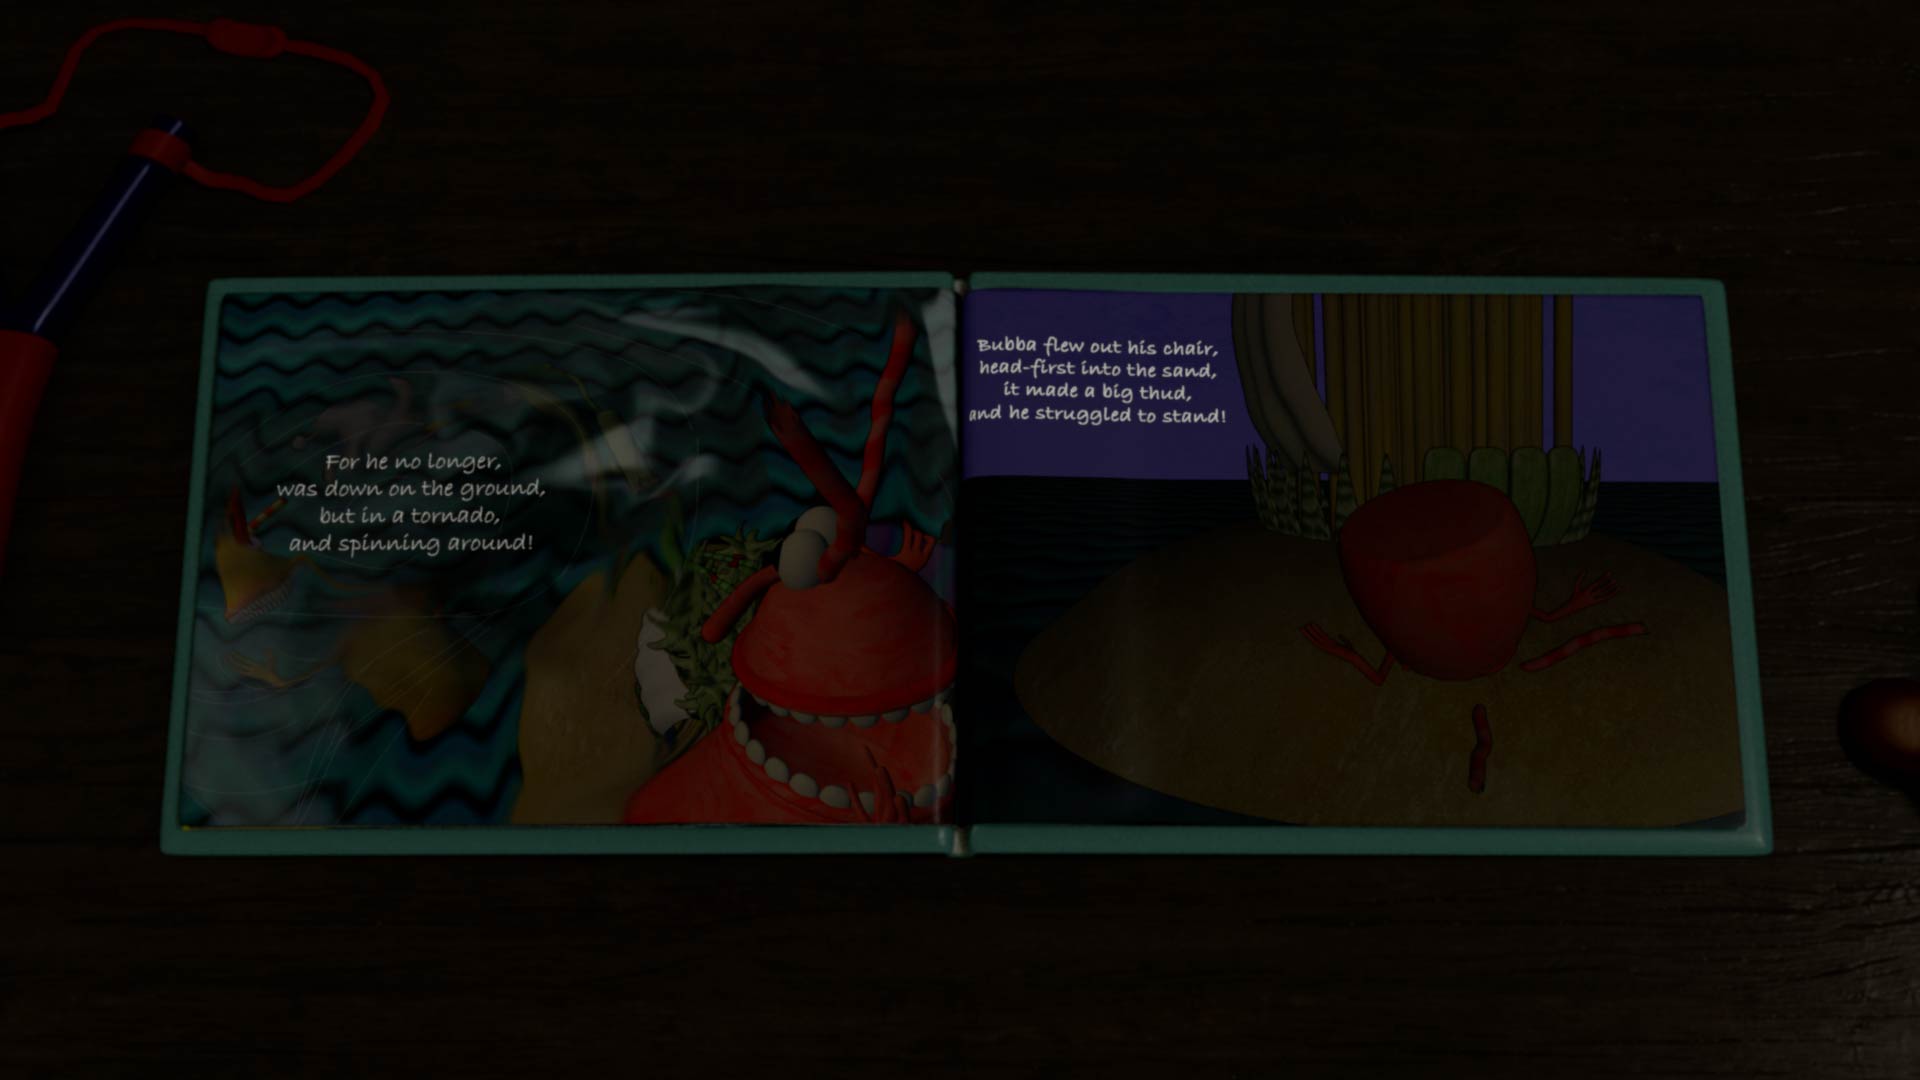 For he no longer,
was down on the ground,
but in a tornado,
and spinning around!
Bubba flew out his chair,
head-first into the sand,
it made a big thud,
and he struggled to stand!